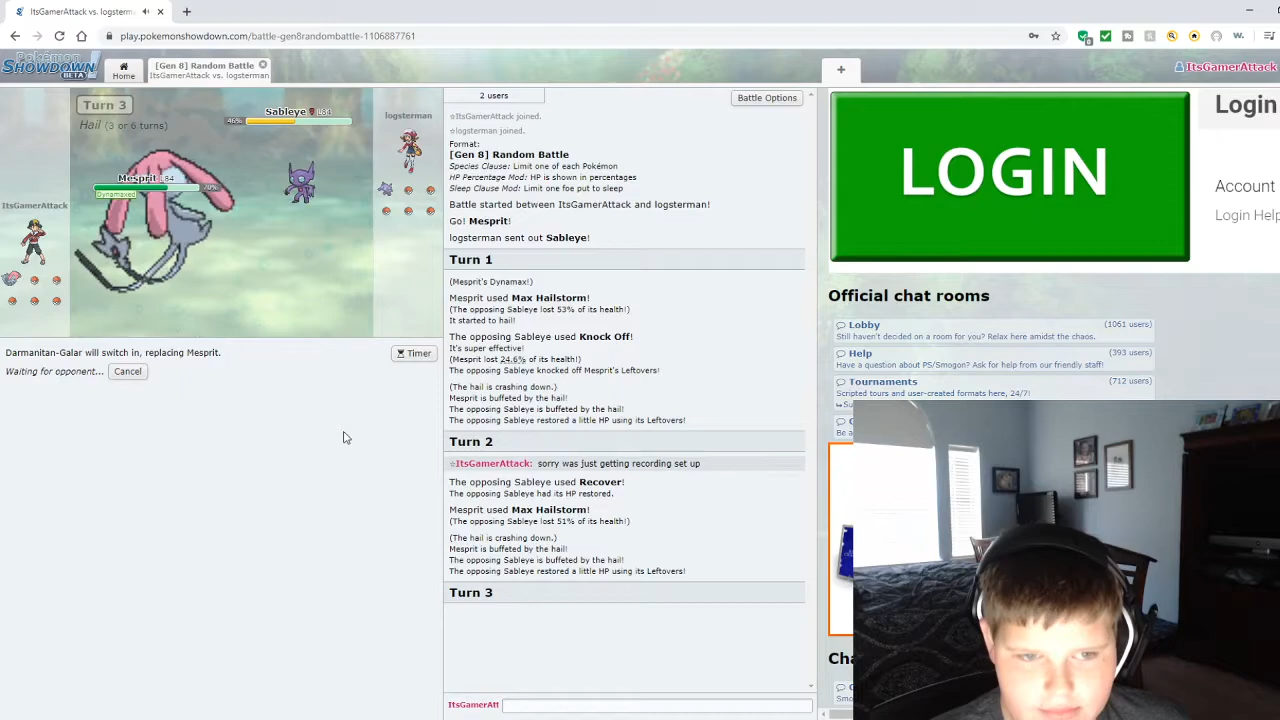 ItsGamerAttack vs. logsterm
play.pokemonshowdown.com/battle-gen8randombattle-1106887761
Pokémon
SHOWDOWN!
BETA
Home
[Gen 8] Random Battle
ItsGamerAttack vs. logsterman
+
ItsGamerAttack
Turn 3
Hail (3 or 6 turns)
Sableye L84
46%
Mesprit L84
70%
Dynamaxed
logsterman
ItsGamerAttack
Darmanitan-Galar will switch in, replacing Mesprit.
Timer
Waiting for opponent... Cancel
2 users
Battle Options
☆ItsGamerAttack joined.
☆logsterman joined.
Format:
[Gen 8] Random Battle
Species Clause: Limit one of each Pokémon
HP Percentage Mod: HP is shown in percentages
Sleep Clause Mod: Limit one foe put to sleep
Battle started between ItsGamerAttack and logsterman!
Go! Mesprit!
logsterman sent out Sableye!
Turn 1
(Mesprit's Dynamax!)
Mesprit used Max Hailstorm!
(The opposing Sableye lost 53% of its health!)
It started to hail!
The opposing Sableye used Knock Off!
It's super effective!
(Mesprit lost 24.6% of its health!)
The opposing Sableye knocked off Mesprit's Leftovers!
(The hail is crashing down.)
Mesprit is buffeted by the hail!
The opposing Sableye is buffeted by the hail!
The opposing Sableye restored a little HP using its Leftovers!
Turn 2
☆ItsGamerAttack: sorry was just getting recording set up
The opposing Sableye used Recover!
The opposing Sableye had its HP restored.
Mesprit used Max Hailstorm!
(The opposing Sableye lost 51% of its health!)
(The hail is crashing down.)
Mesprit is buffeted by the hail!
The opposing Sableye is buffeted by the hail!
The opposing Sableye restored a little HP using its Leftovers!
Turn 3
ItsGamerAtt
LOGIN
Login
Account
Login Help
Official chat rooms
Lobby (1061 users)
Still haven't decided on a room for you? Relax here amidst the chaos.
Help (393 users)
Have a question about PS/Smogon? Ask for help from our friendly staff!
Tournaments (712 users)
Scripted tours and user-created formats here, 24/7!